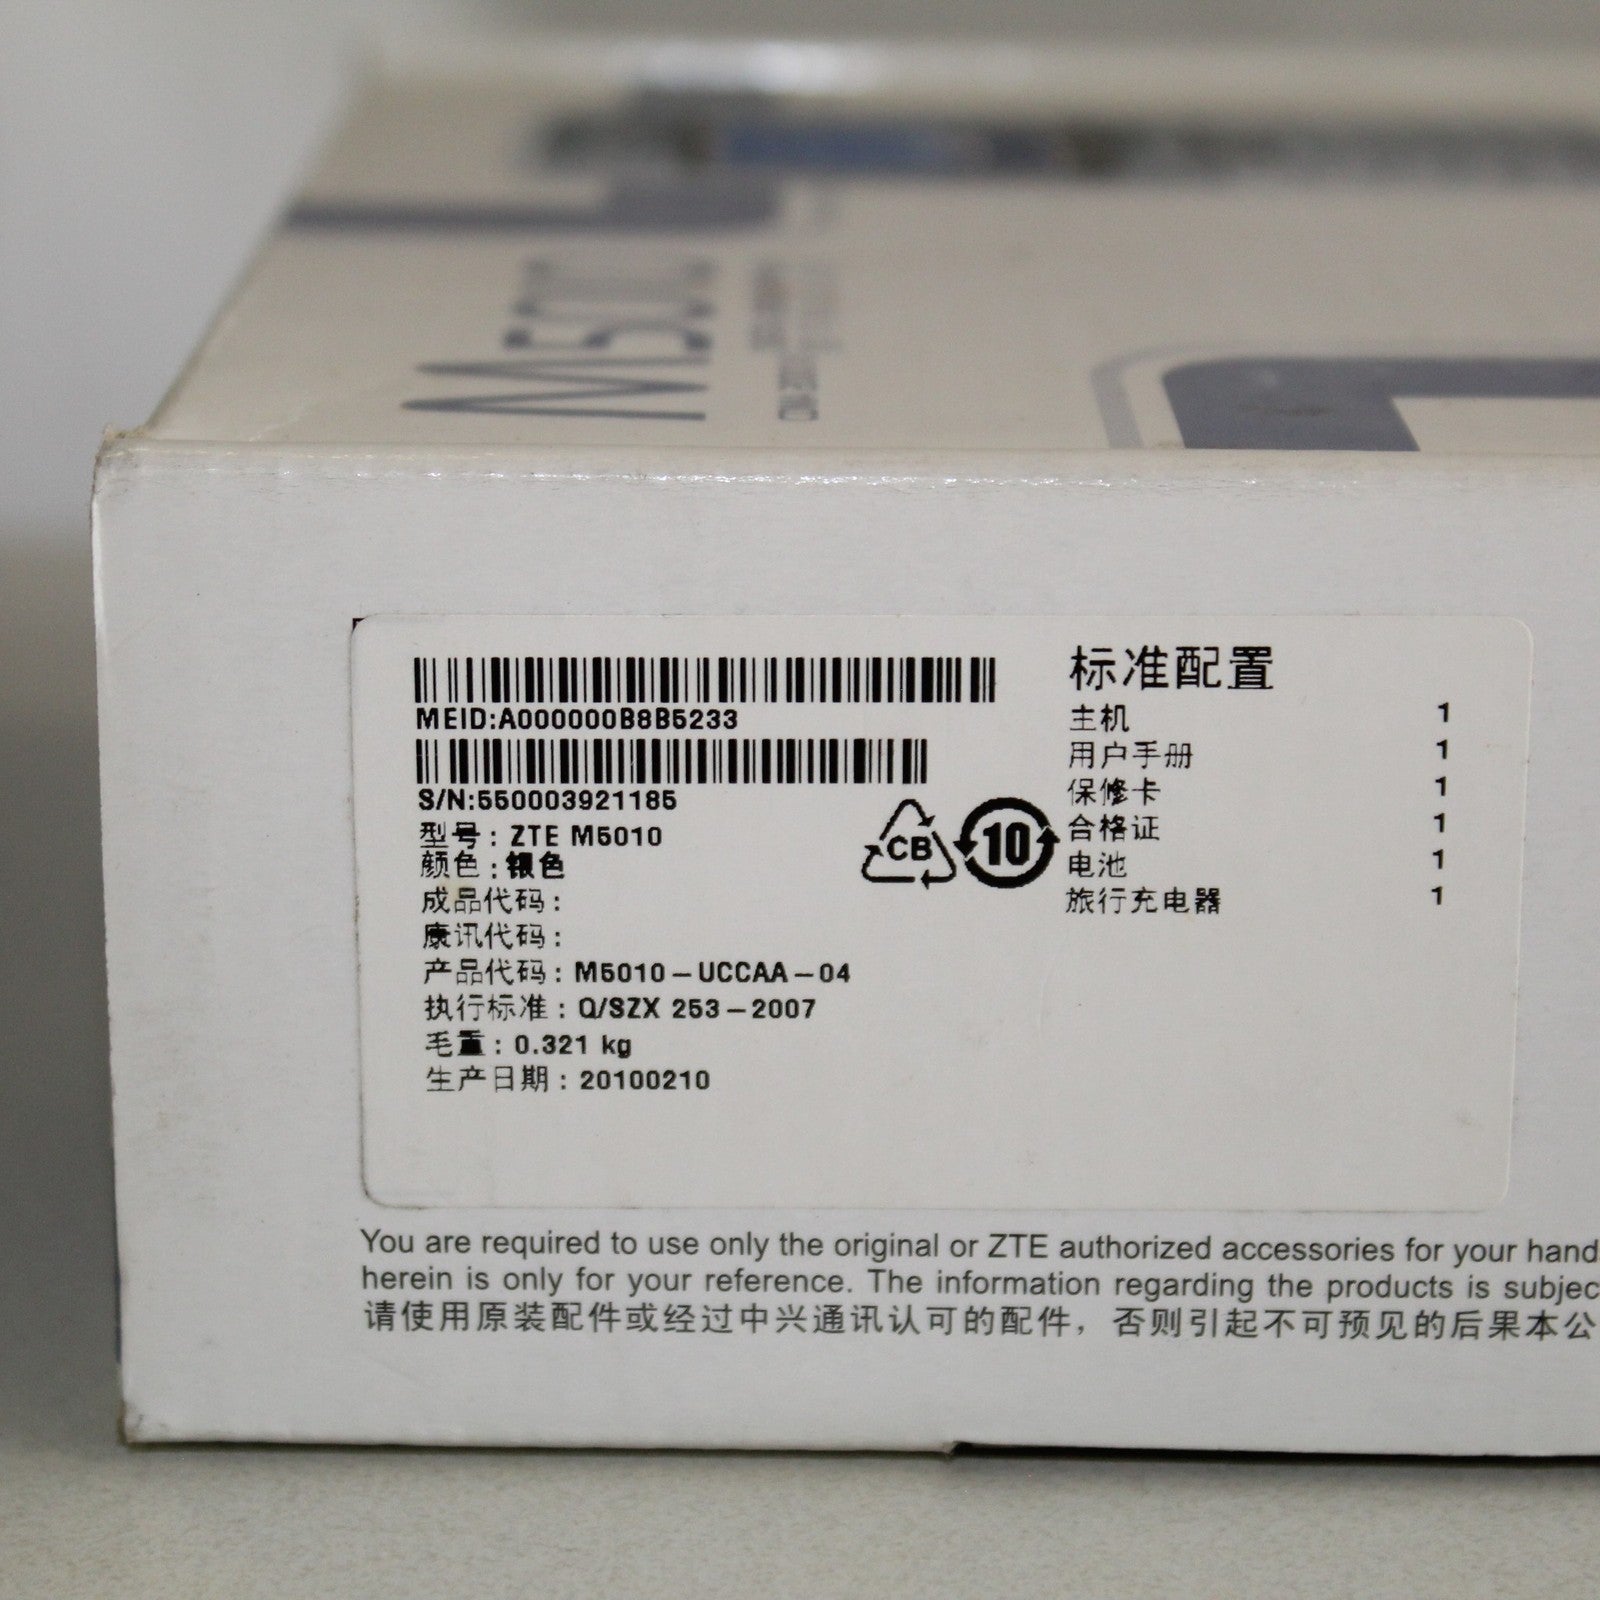 M50
MEID:A000000B8B5233
S/N:550003921185
型号: ZTE M5010
颜色:银色
成品代码:
康讯代码:
产品代码: M5010-UCCAA-04
执行标准: Q/SZX 253-2007
毛重: 0.321 kg
生产日期: 20100210
CB
10
标准配置
主机 1
用户手册 1
保修卡 1
合格证 1
电池 1
旅行充电器 1
You are required to use only the original or ZTE authorized accessories for your hand
herein is only for your reference. The information regarding the products is subjec
请使用原装配件或经过中兴通讯认可的配件，否则引起不可预见的后果本公